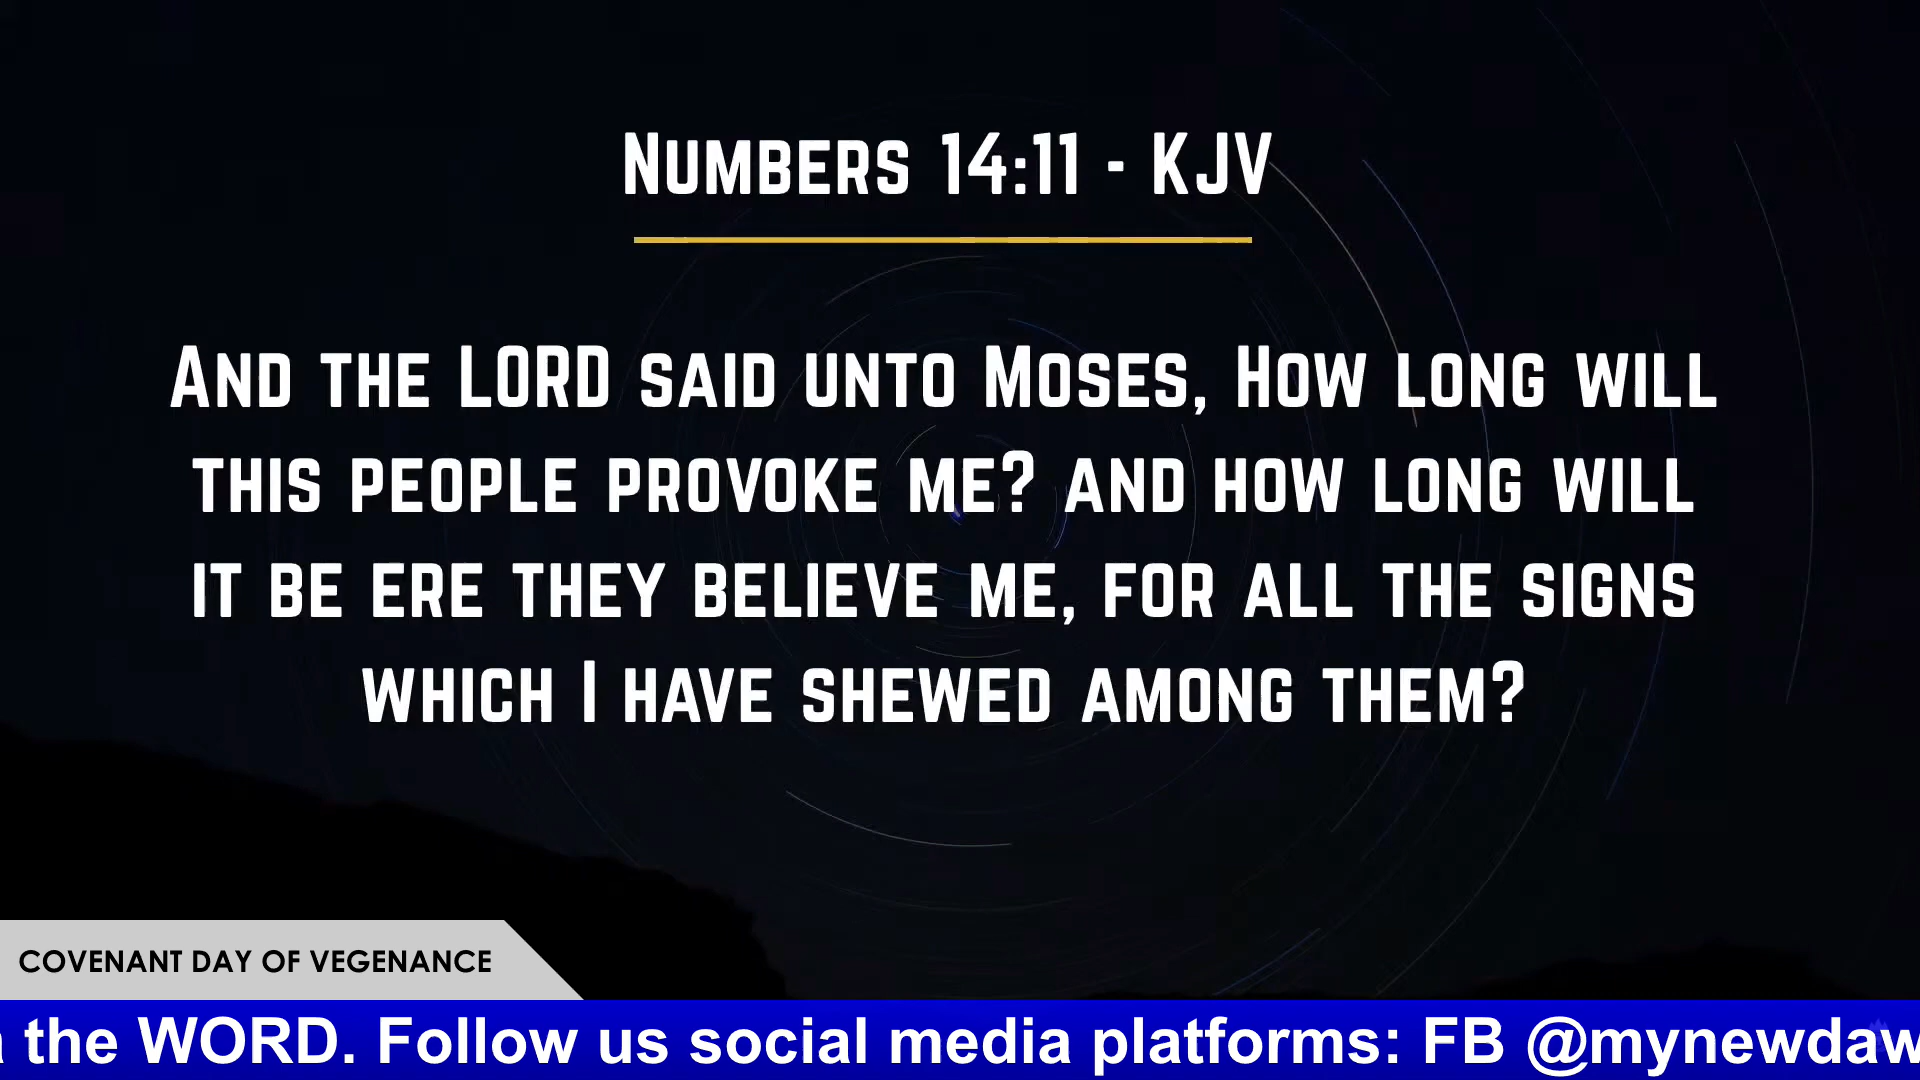 Numbers 14:11 - KJV
And the LORD said unto Moses, How long will
this people provoke me? and how long will
it be ere they believe me, for all the signs
which I have shewed among them?
COVENANT DAY OF VEGENANCE
the WORD. Follow us social media platforms: FB @mynewdaw